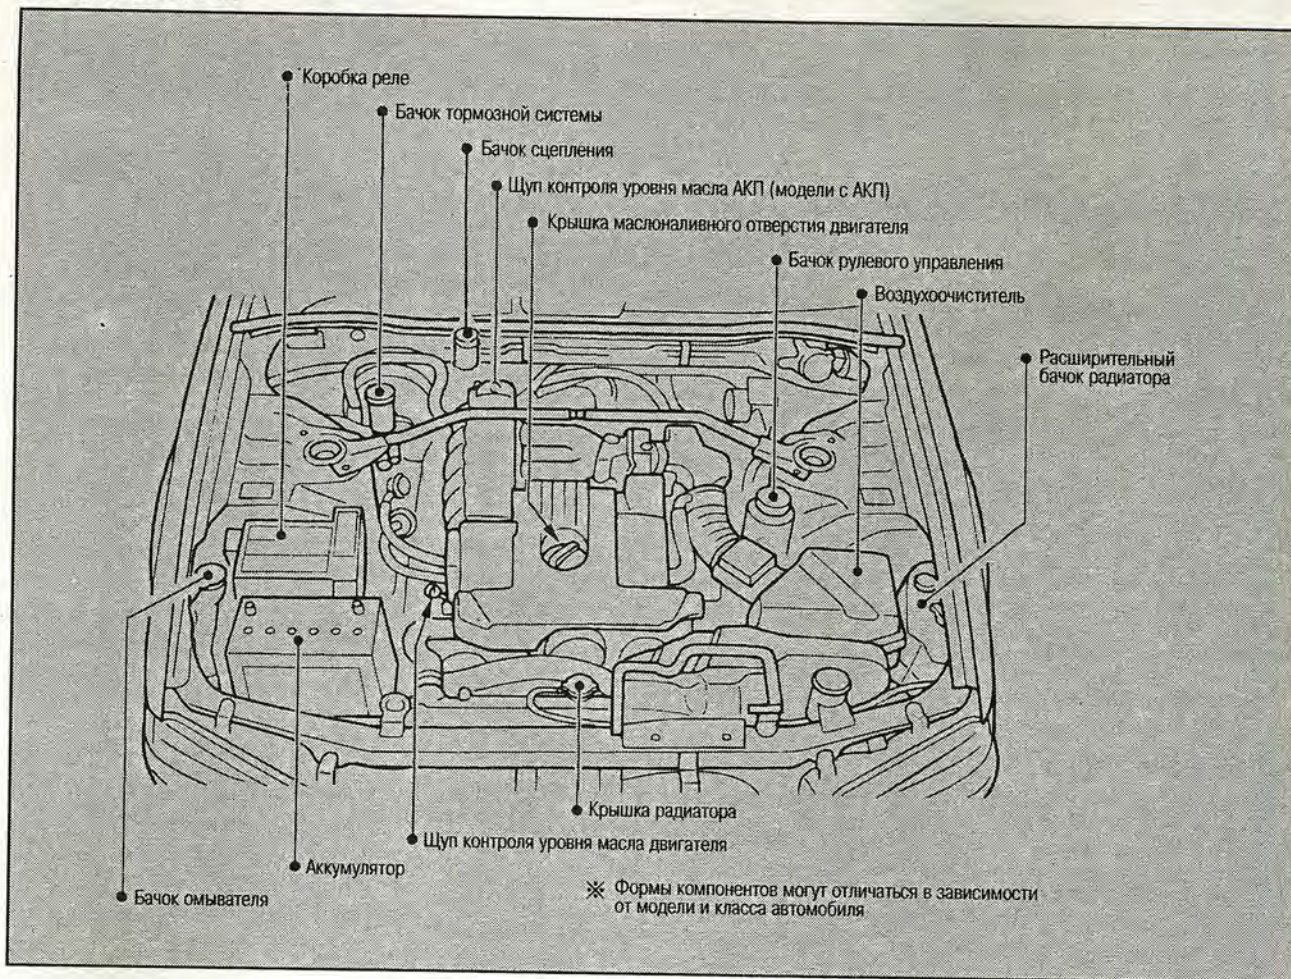 Коробка реле
Бачок тормозной системы
Бачок сцепления
Щуп контроля уровня масла АКП (модели с АКП)
Крышка маслоналивного отверстия двигателя
Бачок рулевого управления
Воздухоочиститель
Расширительный
бачок радиатора
Крышка радиатора
Щуп контроля уровня масла двигателя
Аккумулятор
Бачок омывателя
※ Формы компонентов могут отличаться в зависимости
от модели и класса автомобиля